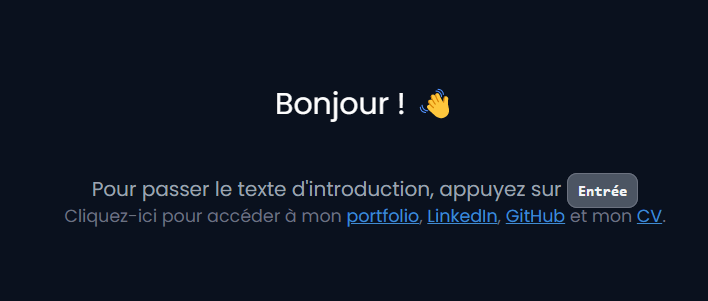 Bonjour ! 👋
Pour passer le texte d'introduction, appuyez sur Entrée
Cliquez-ici pour accéder à mon portfolio, LinkedIn, GitHub et mon CV.